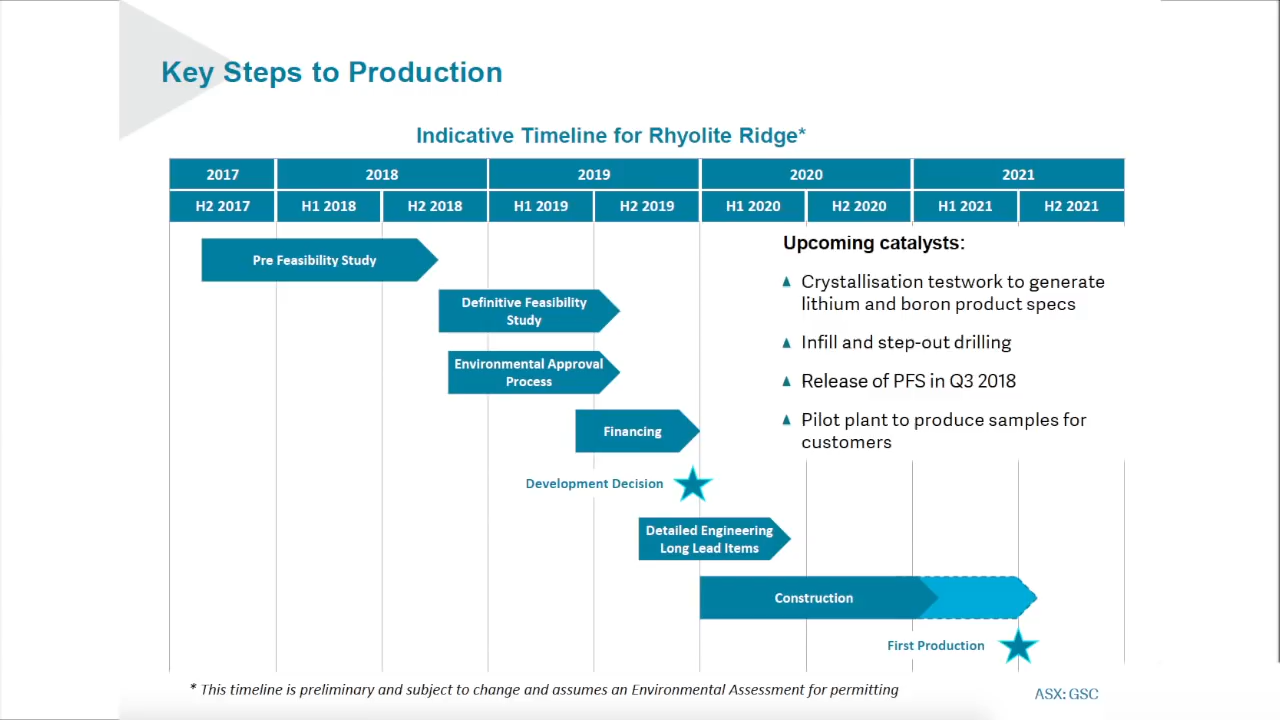 Key Steps to Production
Indicative Timeline for Rhyolite Ridge*
2017 2018 2019 2020 2021
H2 2017 H1 2018 H2 2018 H1 2019 H2 2019 H1 2020 H2 2020 H1 2021 H2 2021
Pre Feasibility Study
Definitive Feasibility
Study
Environmental Approval
Process
Financing
Development Decision
Detailed Engineering
Long Lead Items
Construction
First Production
Upcoming catalysts:
Crystallisation testwork to generate
lithium and boron product specs
Infill and step-out drilling
Release of PFS in Q3 2018
Pilot plant to produce samples for
customers
* This timeline is preliminary and subject to change and assumes an Environmental Assessment for permitting
ASX: GSC